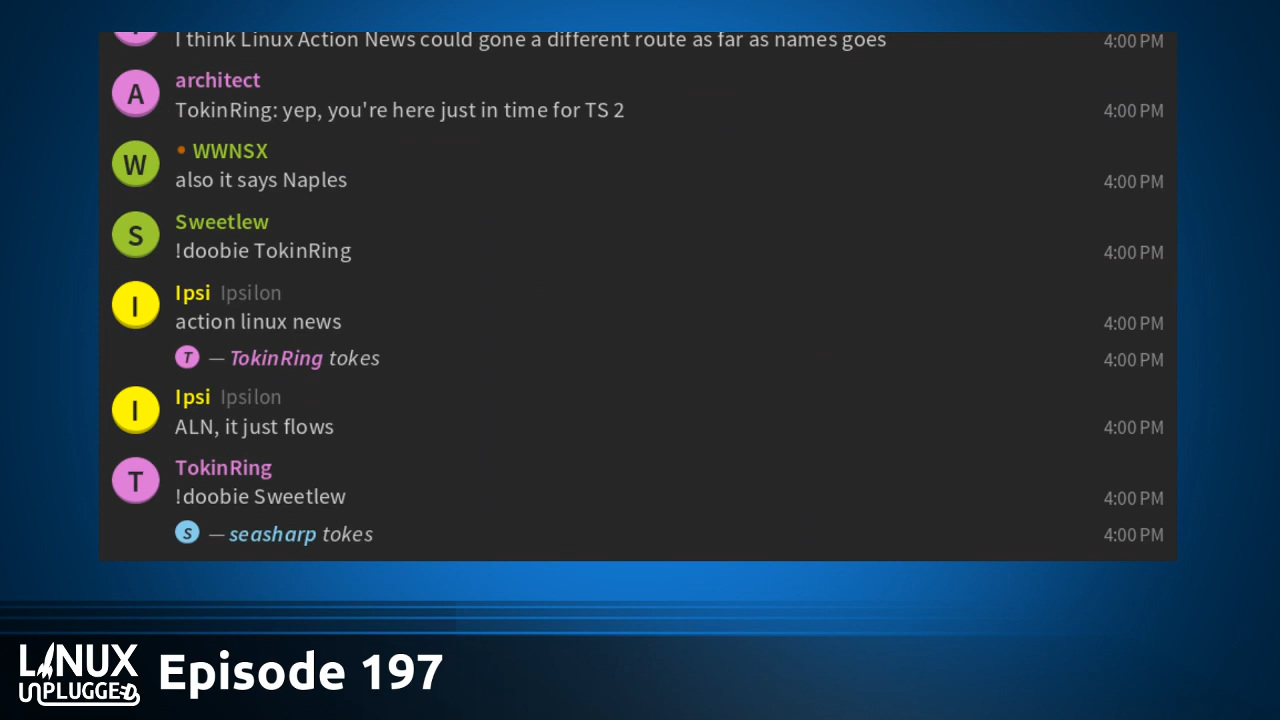 I think Linux Action News could gone a different route as far as names goes 4:00 PM
A architect
TokinRing: yep, you're here just in time for TS 2 4:00 PM
W • WWNSX
also it says Naples 4:00 PM
S Sweetlew
!doobie TokinRing 4:00 PM
I Ipsi Ipsilon
action linux news 4:00 PM
T — TokinRing tokes 4:00 PM
I Ipsi Ipsilon
ALN, it just flows 4:00 PM
T TokinRing
!doobie Sweetlew 4:00 PM
S — seasharp tokes 4:00 PM
LINUX
UNPLUGGED
Episode 197